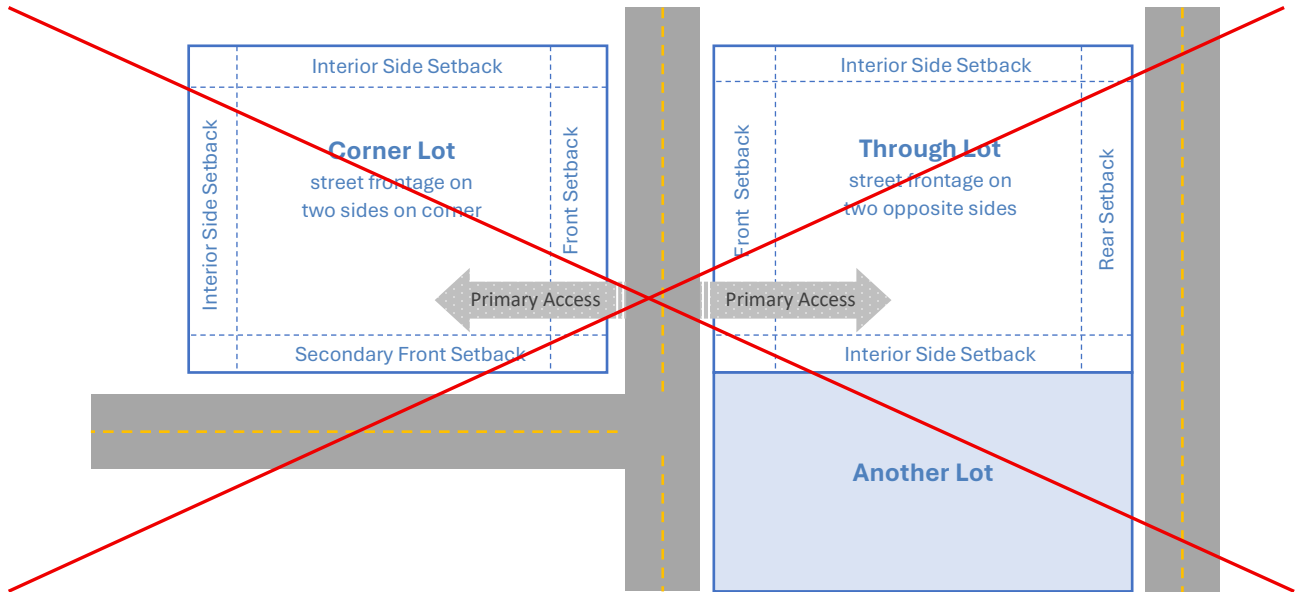 Interior Side Setback
Interior Side Setback
Corner Lot
street frontage on
two sides on corner
Front Setback
Primary Access
Secondary Front Setback
Interior Side Setback
Front Setback
Through Lot
street frontage on
two opposite sides
Rear Setback
Primary Access
Interior Side Setback
Another Lot